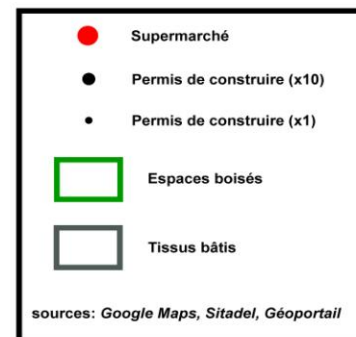 Supermarché
Permis de construire (x10)
Permis de construire (x1)
Espaces boisés
Tissus bâtis
sources: Google Maps, Sitadel, Géoportail